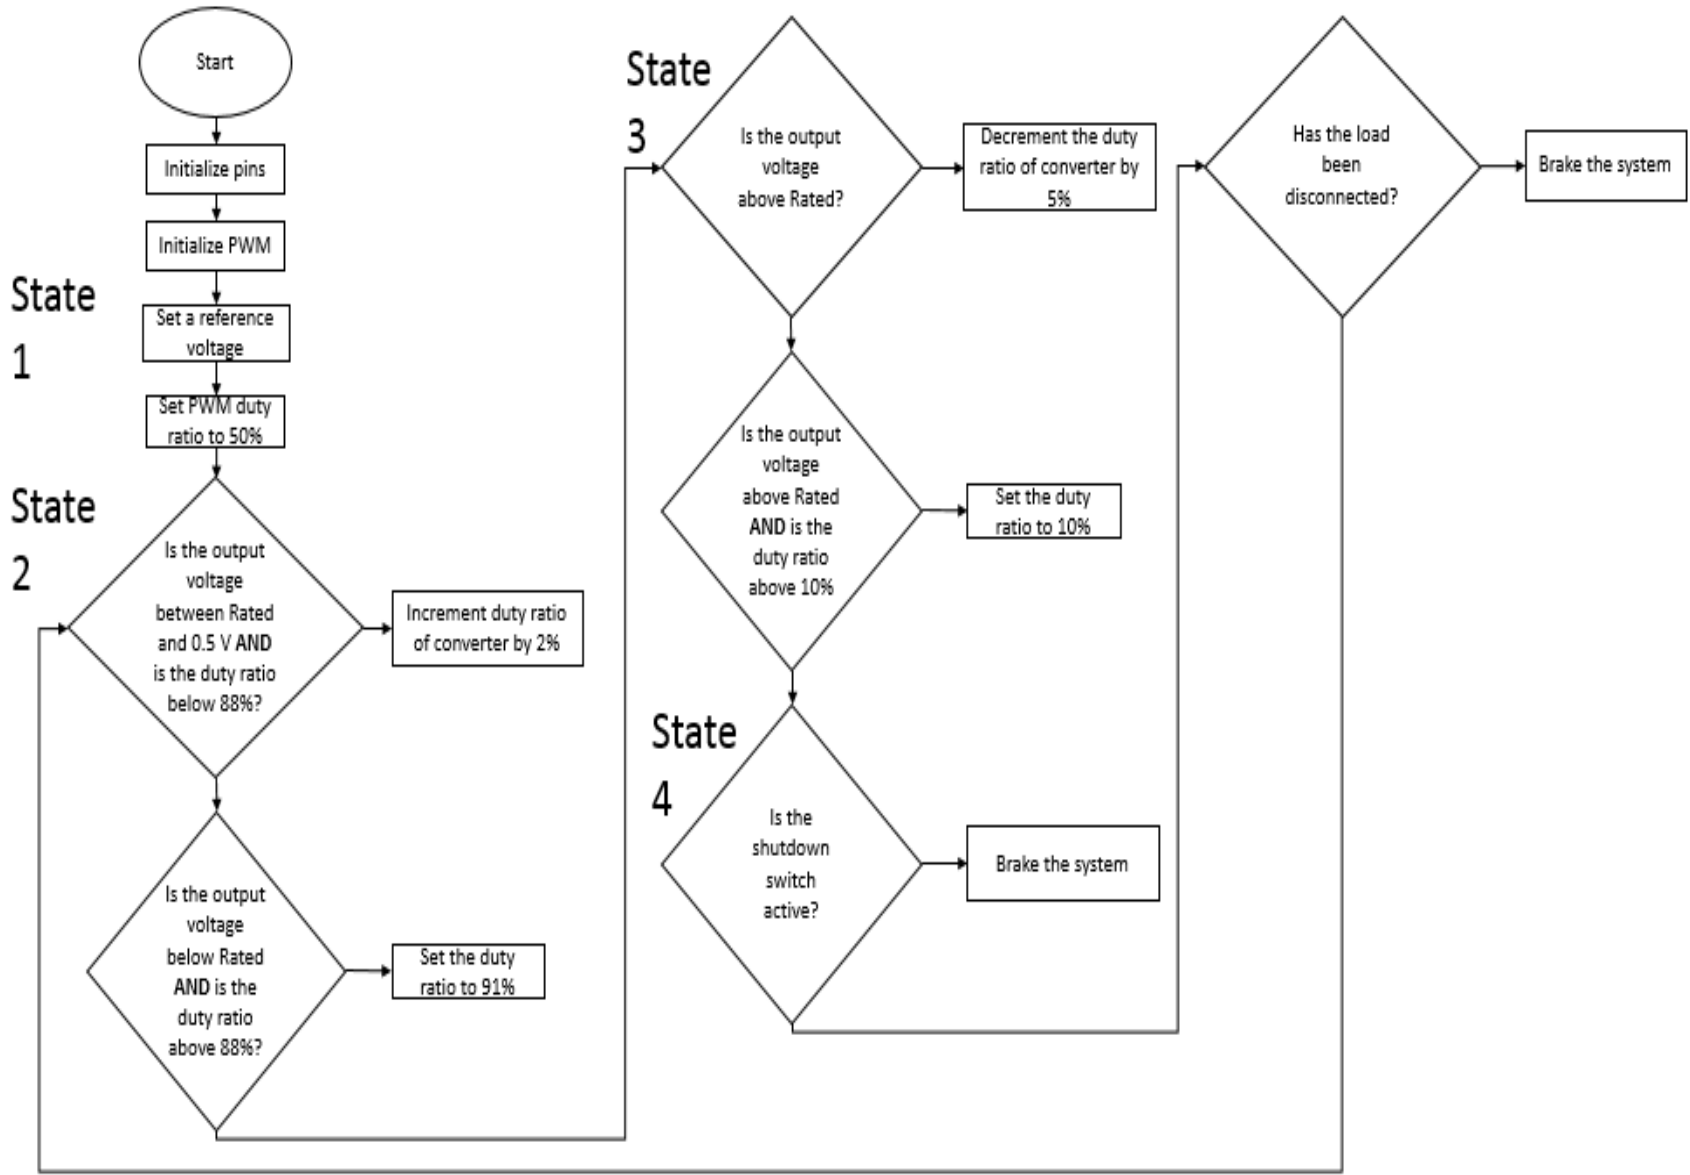 Start
Initialize pins
Initialize PWM
State
1
Set a reference
voltage
Set PWM duty
ratio to 50%
State
2
Is the output
voltage
between Rated
and 0.5 V AND
is the duty ratio
below 88%?
Increment duty ratio
of converter by 2%
Is the output
voltage
below Rated
AND is the
duty ratio
above 88%?
Set the duty
ratio to 91%
State
3
Is the output
voltage
above Rated?
Decrement the duty
ratio of converter by
5%
Is the output
voltage
above Rated
AND is the
duty ratio
above 10%
Set the duty
ratio to 10%
State
4
Is the
shutdown
switch
active?
Brake the system
Has the load
been
disconnected?
Brake the system